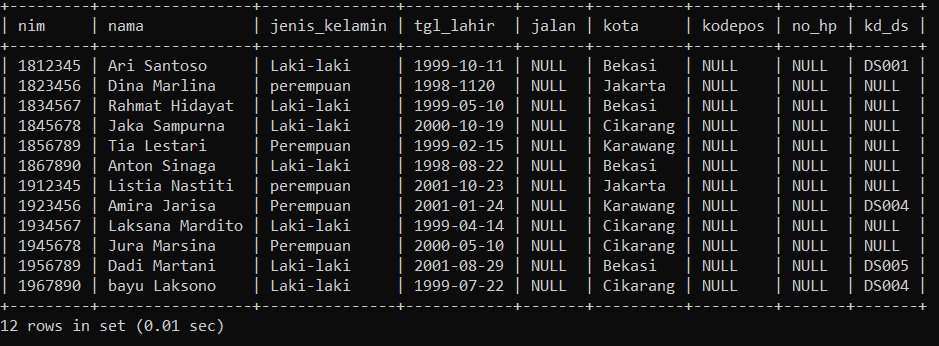 +---------+------------------+---------------+------------+-------+----------+---------+-------+-------+
| nim     | nama             | jenis_kelamin | tgl_lahir  | jalan | kota     | kodepos | no_hp | kd_ds |
+---------+------------------+---------------+------------+-------+----------+---------+-------+-------+
| 1812345 | Ari Santoso      | Laki-laki     | 1999-10-11 | NULL  | Bekasi   | NULL    | NULL  | DS001 |
| 1823456 | Dina Marlina     | perempuan     | 1998-1120  | NULL  | Jakarta  | NULL    | NULL  | NULL  |
| 1834567 | Rahmat Hidayat   | Laki-laki     | 1999-05-10 | NULL  | Bekasi   | NULL    | NULL  | NULL  |
| 1845678 | Jaka Sampurna    | Laki-laki     | 2000-10-19 | NULL  | Cikarang | NULL    | NULL  | NULL  |
| 1856789 | Tia Lestari      | Perempuan     | 1999-02-15 | NULL  | Karawang | NULL    | NULL  | NULL  |
| 1867890 | Anton Sinaga     | Laki-laki     | 1998-08-22 | NULL  | Bekasi   | NULL    | NULL  | NULL  |
| 1912345 | Listia Nastiti   | perempuan     | 2001-10-23 | NULL  | Jakarta  | NULL    | NULL  | NULL  |
| 1923456 | Amira Jarisa     | Perempuan     | 2001-01-24 | NULL  | Karawang | NULL    | NULL  | DS004 |
| 1934567 | Laksana Mardito  | Laki-laki     | 1999-04-14 | NULL  | Cikarang | NULL    | NULL  | NULL  |
| 1945678 | Jura Marsina     | Perempuan     | 2000-05-10 | NULL  | Cikarang | NULL    | NULL  | NULL  |
| 1956789 | Dadi Martani     | Laki-laki     | 2001-08-29 | NULL  | Bekasi   | NULL    | NULL  | DS005 |
| 1967890 | bayu Laksono     | Laki-laki     | 1999-07-22 | NULL  | Cikarang | NULL    | NULL  | DS004 |
+---------+------------------+---------------+------------+-------+----------+---------+-------+-------+
12 rows in set (0.01 sec)